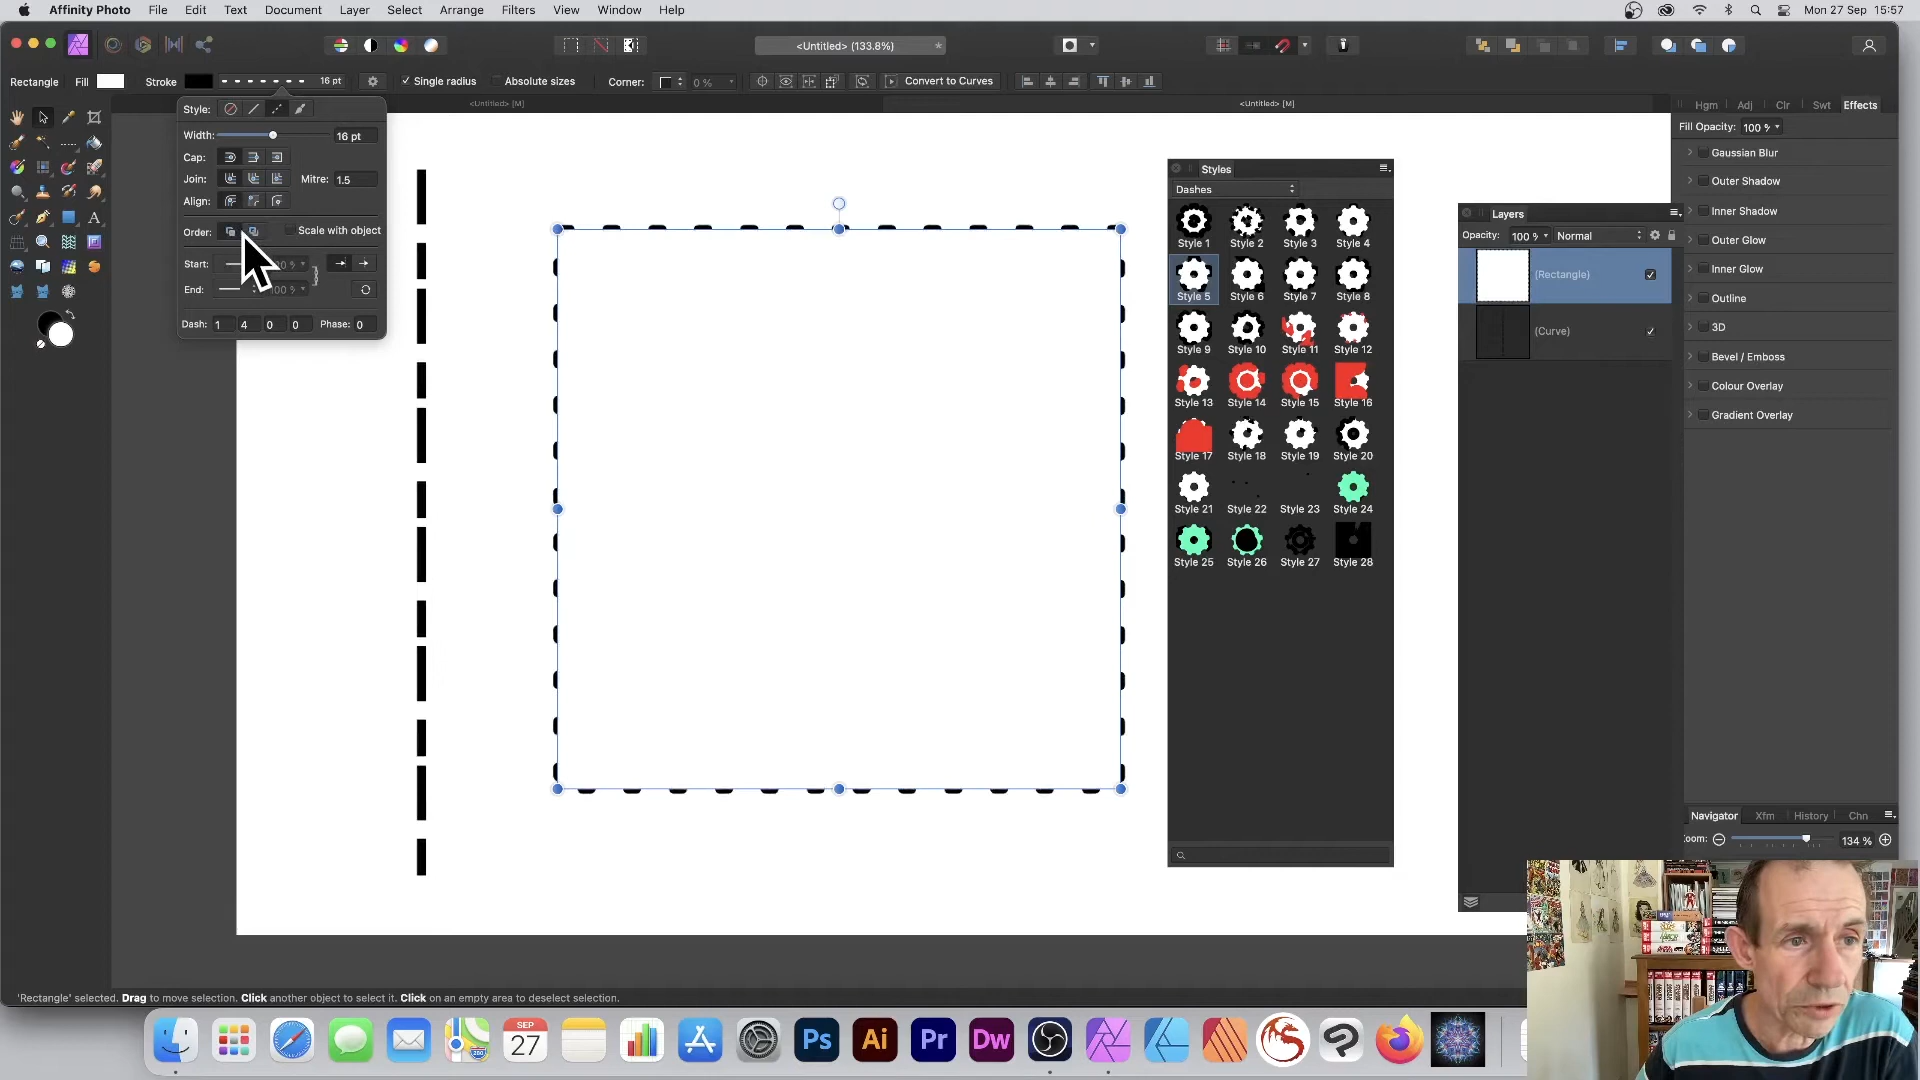 Affinity Photo File Edit Text Document Layer Select Arrange Filters View Window Help Mon 27 Sep 15:57
<Untitled> (133.8%) *
Rectangle Fill Stroke 16 pt Single radius Absolute sizes Corner: 0 % Convert to Curves
<Untitled> [M] <Untitled> [M]
Hgm Adj Clr Swt Effects
Style:
Fill Opacity: 100 %
Width: 16 pt
Gaussian Blur
Cap:
Join: Mitre: 1.5
Outer Shadow
Align:
Inner Shadow
Order: Scale with object
Outer Glow
Start:
Inner Glow
End: 100 %
Outline
Dash: 1 4 0 0 Phase: 0
3D
Bevel / Emboss
Colour Overlay
Gradient Overlay
Styles
Dashes
Style 1 Style 2 Style 3 Style 4
Style 5 Style 6 Style 7 Style 8
Style 9 Style 10 Style 11 Style 12
Style 13 Style 14 Style 15 Style 16
Style 17 Style 18 Style 19 Style 20
Style 21 Style 22 Style 23 Style 24
Style 25 Style 26 Style 27 Style 28
Layers
Opacity: 100 % Normal
(Rectangle)
(Curve)
Navigator Xfm History Chn
134 %
'Rectangle' selected. Drag to move selection. Click another object to select it. Click on an empty area to deselect selection.
SEP
27
280
Ps Ai Pr Dw